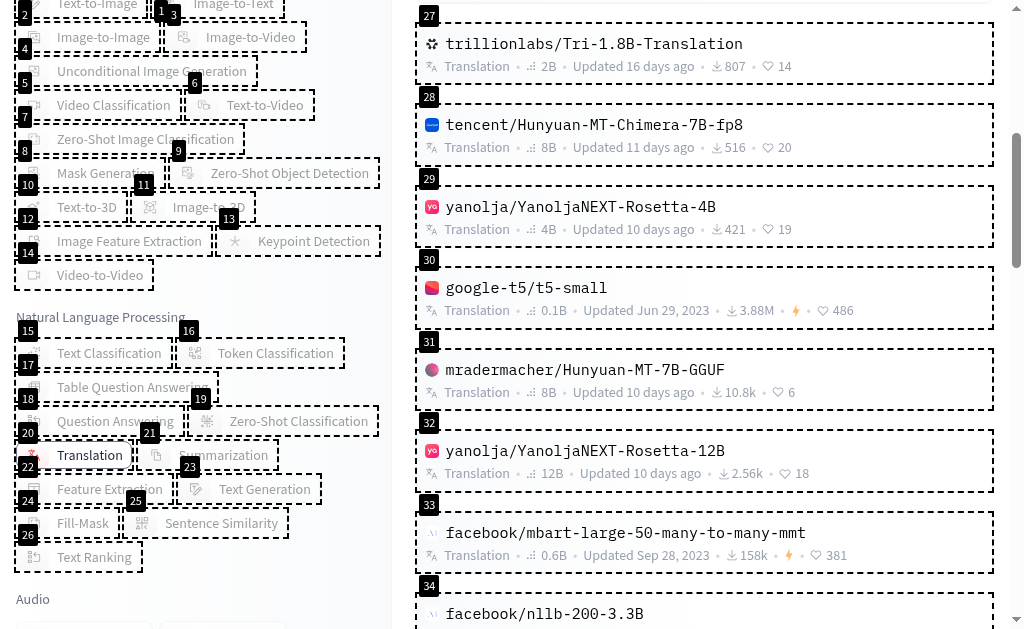 Text-to-Image
Image-to-Text
Image-to-Image
Image-to-Video
Unconditional Image Generation
Video Classification
Text-to-Video
Zero-Shot Image Classification
Mask Generation
Zero-Shot Object Detection
Text-to-3D
Image-to-3D
Image Feature Extraction
Keypoint Detection
Video-to-Video
Natural Language Processing
Text Classification
Token Classification
Table Question Answering
Question Answering
Zero-Shot Classification
Translation
Summarization
Feature Extraction
Text Generation
Fill-Mask
Sentence Similarity
Text Ranking
Audio
1
2
3
4
5
6
7
8
9
10
11
12
13
14
15
16
17
18
19
20
21
22
23
24
25
26
27
trillionlabs/Tri-1.8B-Translation
Translation • 2B • Updated 16 days ago • 807 • 14
28
tencent/Hunyuan-MT-Chimera-7B-fp8
Translation • 8B • Updated 11 days ago • 516 • 20
29
yanolja/YanoljaNEXT-Rosetta-4B
Translation • 4B • Updated 10 days ago • 421 • 19
30
google-t5/t5-small
Translation • 0.1B • Updated Jun 29, 2023 • 3.88M • • 486
31
mradermacher/Hunyuan-MT-7B-GGUF
Translation • 8B • Updated 10 days ago • 10.8k • 6
32
yanolja/YanoljaNEXT-Rosetta-12B
Translation • 12B • Updated 10 days ago • 2.56k • 18
33
facebook/mbart-large-50-many-to-many-mmt
Translation • 0.6B • Updated Sep 28, 2023 • 158k • • 381
34
facebook/nllb-200-3.3B